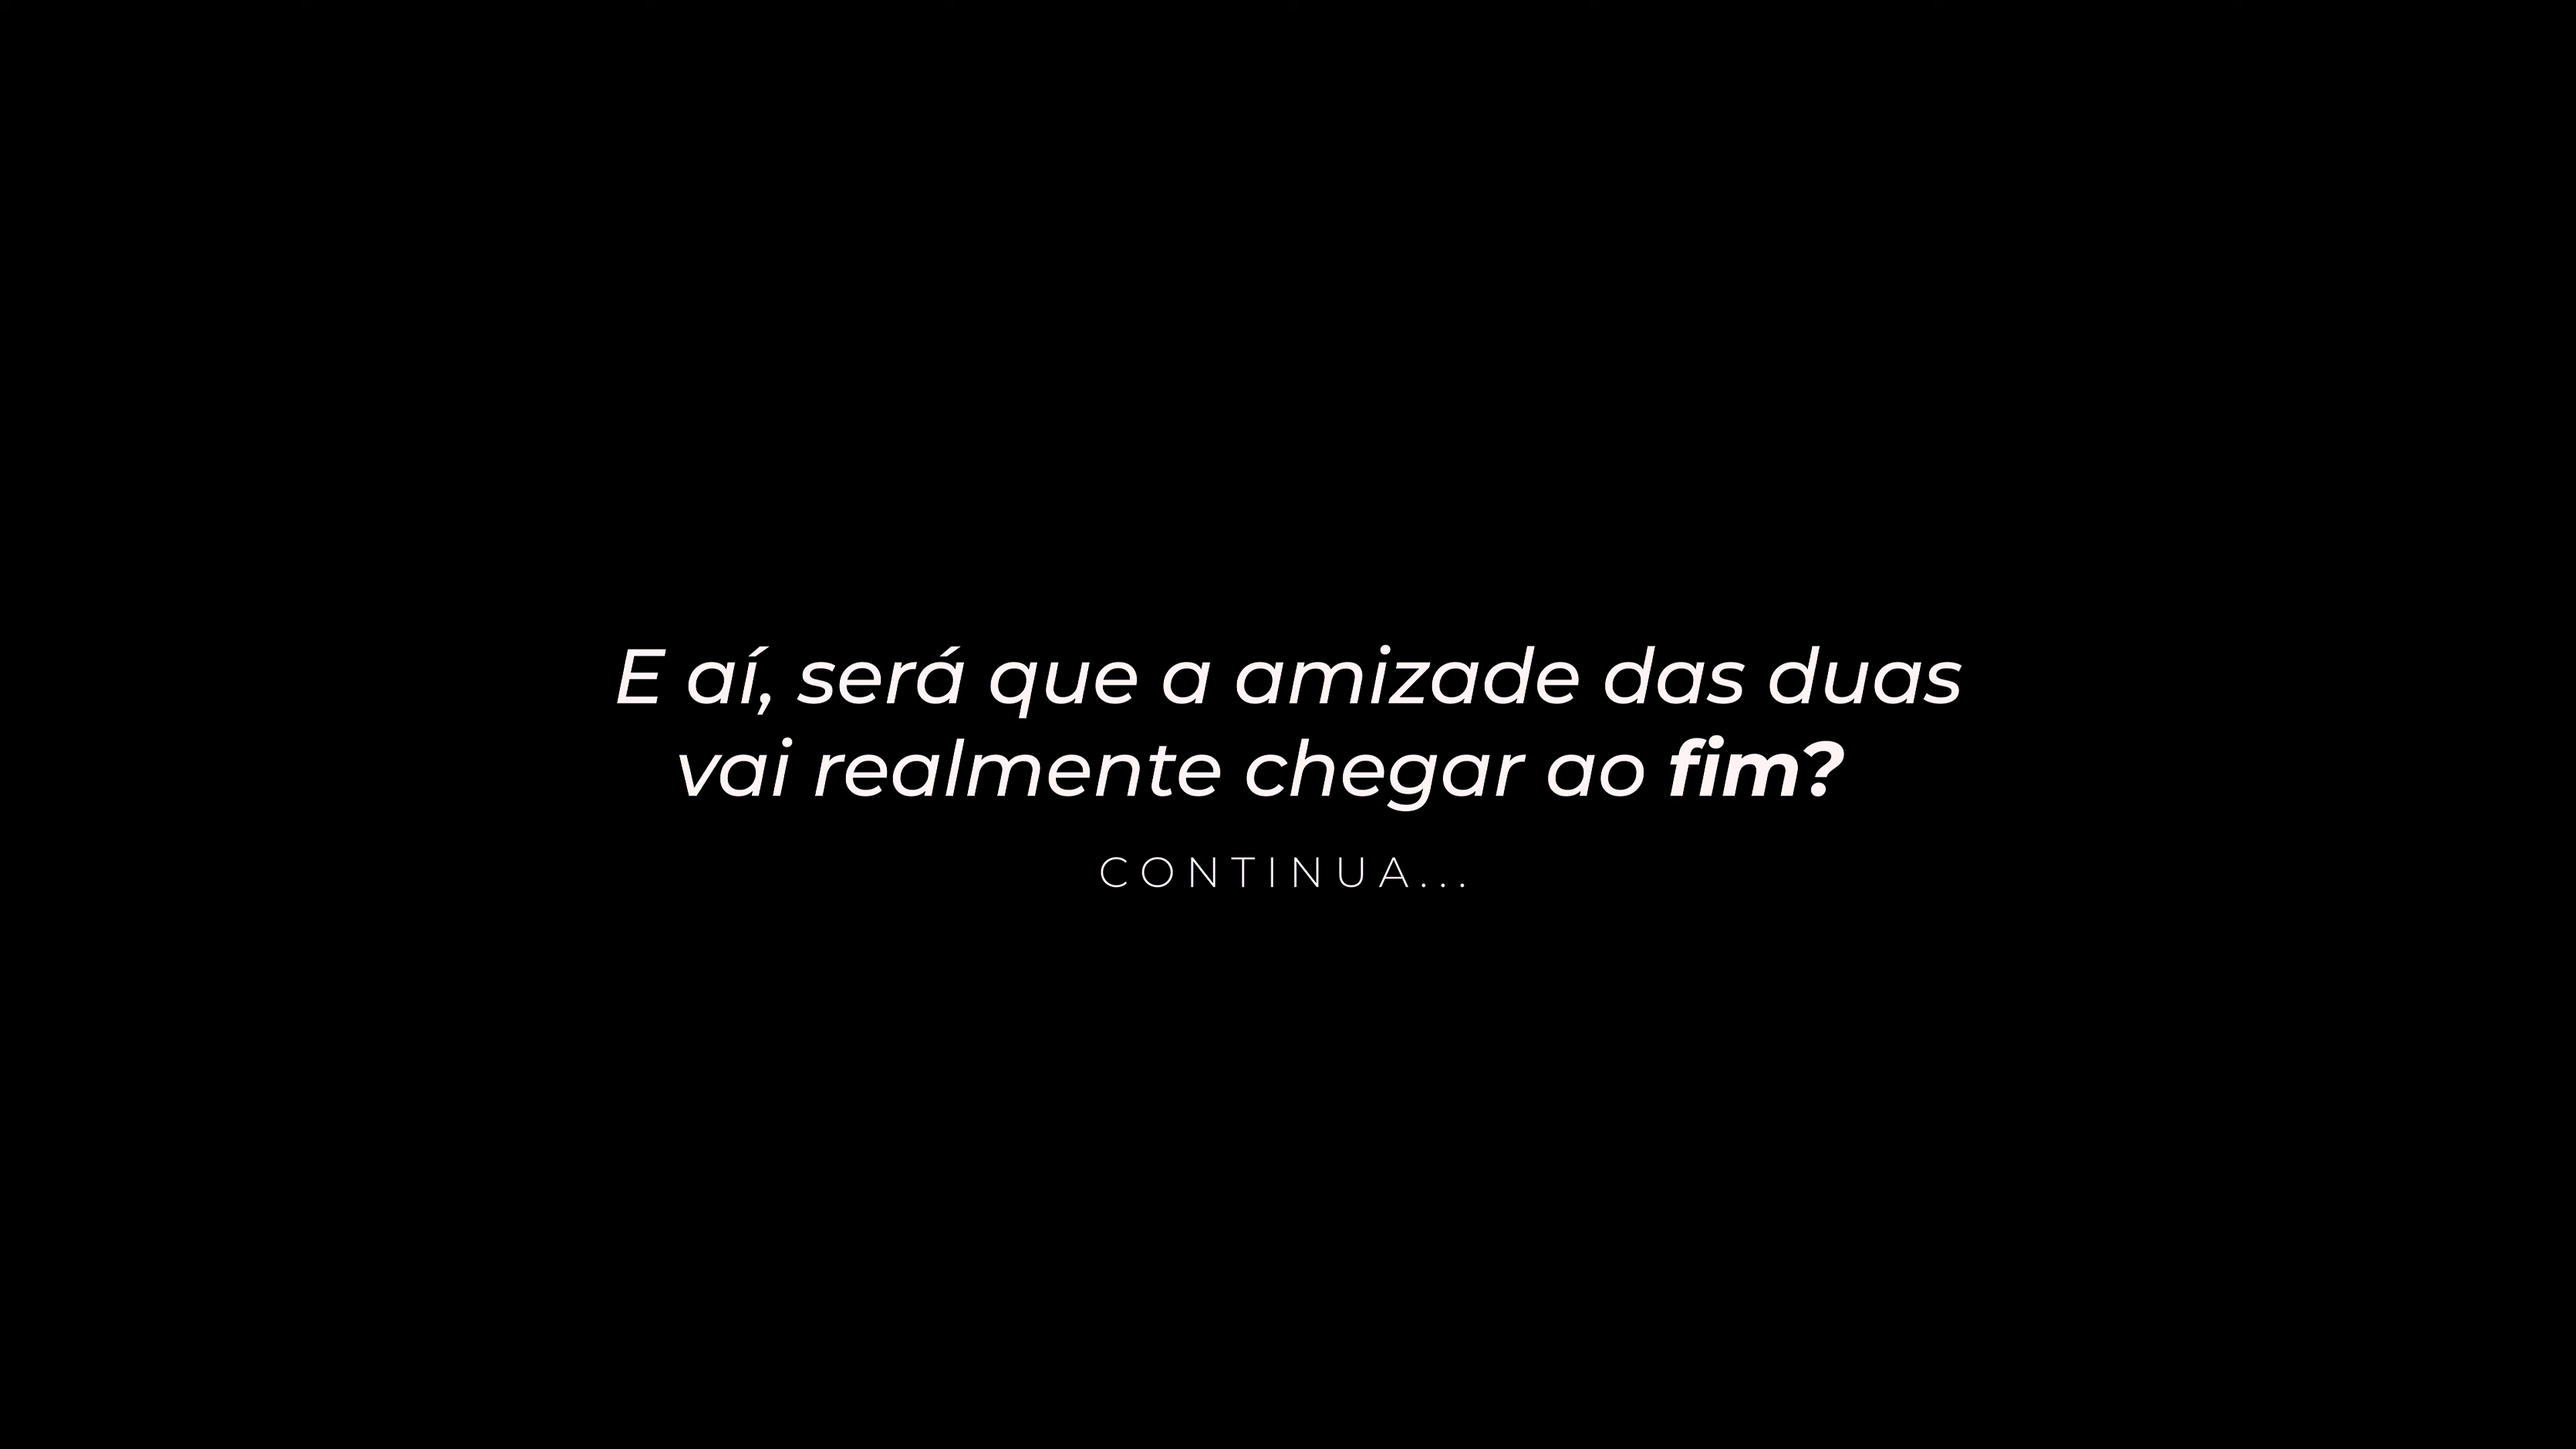 E aí, será que a amizade das duas
vai realmente chegar ao fim?
CONTINUA...